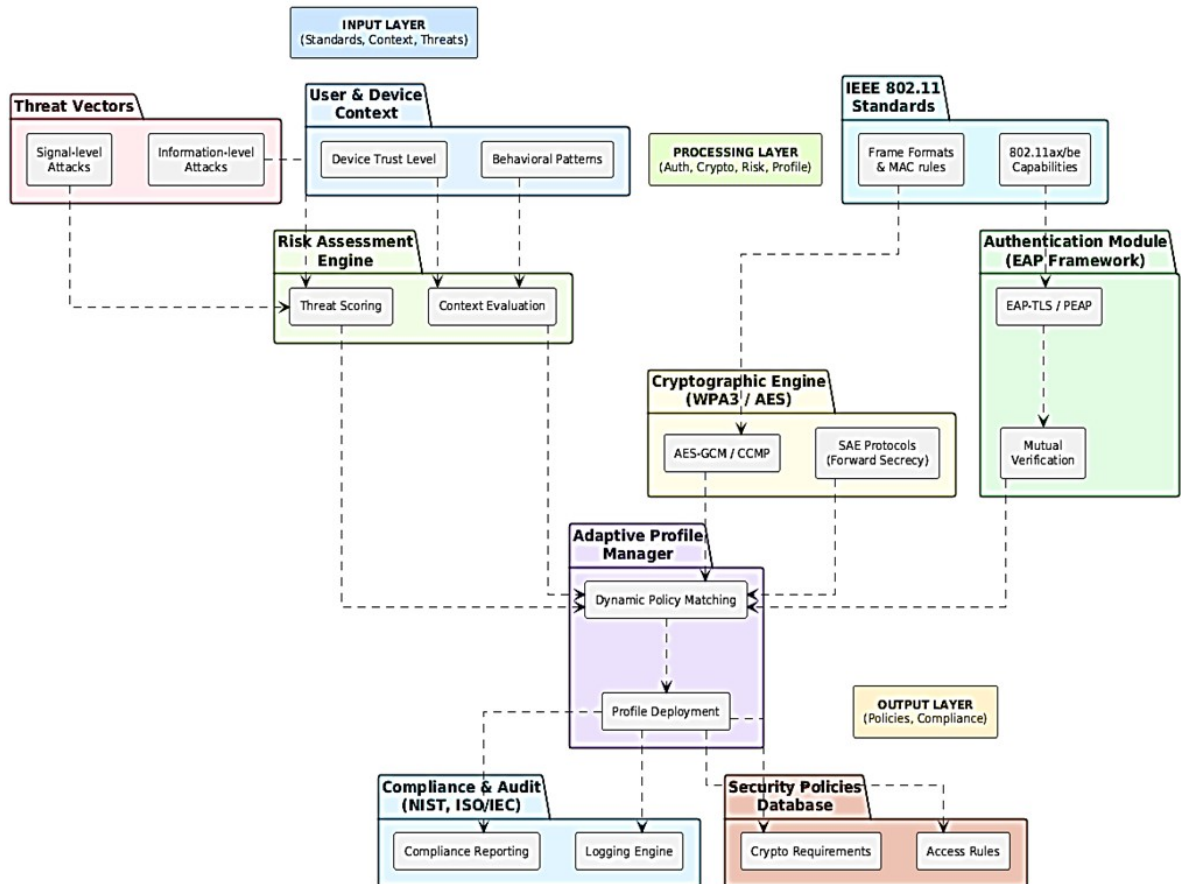 INPUT LAYER
(Standards, Context, Threats)
Threat Vectors
Signal-level
Attacks
Information-level
Attacks
User & Device
Context
Device Trust Level
Behavioral Patterns
PROCESSING LAYER
(Auth, Crypto, Risk, Profile)
IEEE 802.11
Standards
Frame Formats
& MAC rules
802.11ax/be
Capabilities
Risk Assessment
Engine
Threat Scoring
Context Evaluation
Authentication Module
(EAP Framework)
EAP-TLS / PEAP
Mutual
Verification
Cryptographic Engine
(WPA3 / AES)
AES-GCM / CCMP
SAE Protocols
(Forward Secrecy)
Adaptive Profile
Manager
Dynamic Policy Matching
Profile Deployment
OUTPUT LAYER
(Policies, Compliance)
Compliance & Audit
(NIST, ISO/IEC)
Compliance Reporting
Logging Engine
Security Policies
Database
Crypto Requirements
Access Rules